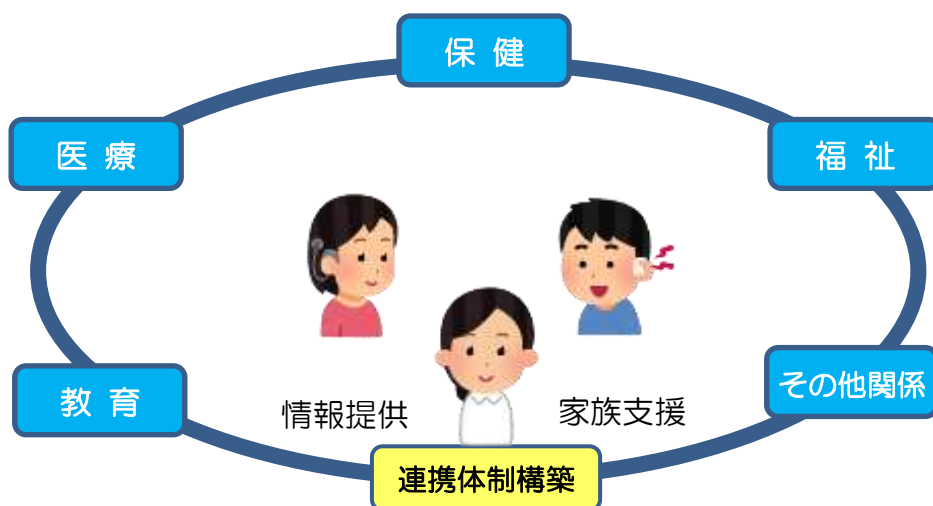 保 健
医 療
福 祉
教 育
その他関係
情報提供
家族支援
連携体制構築